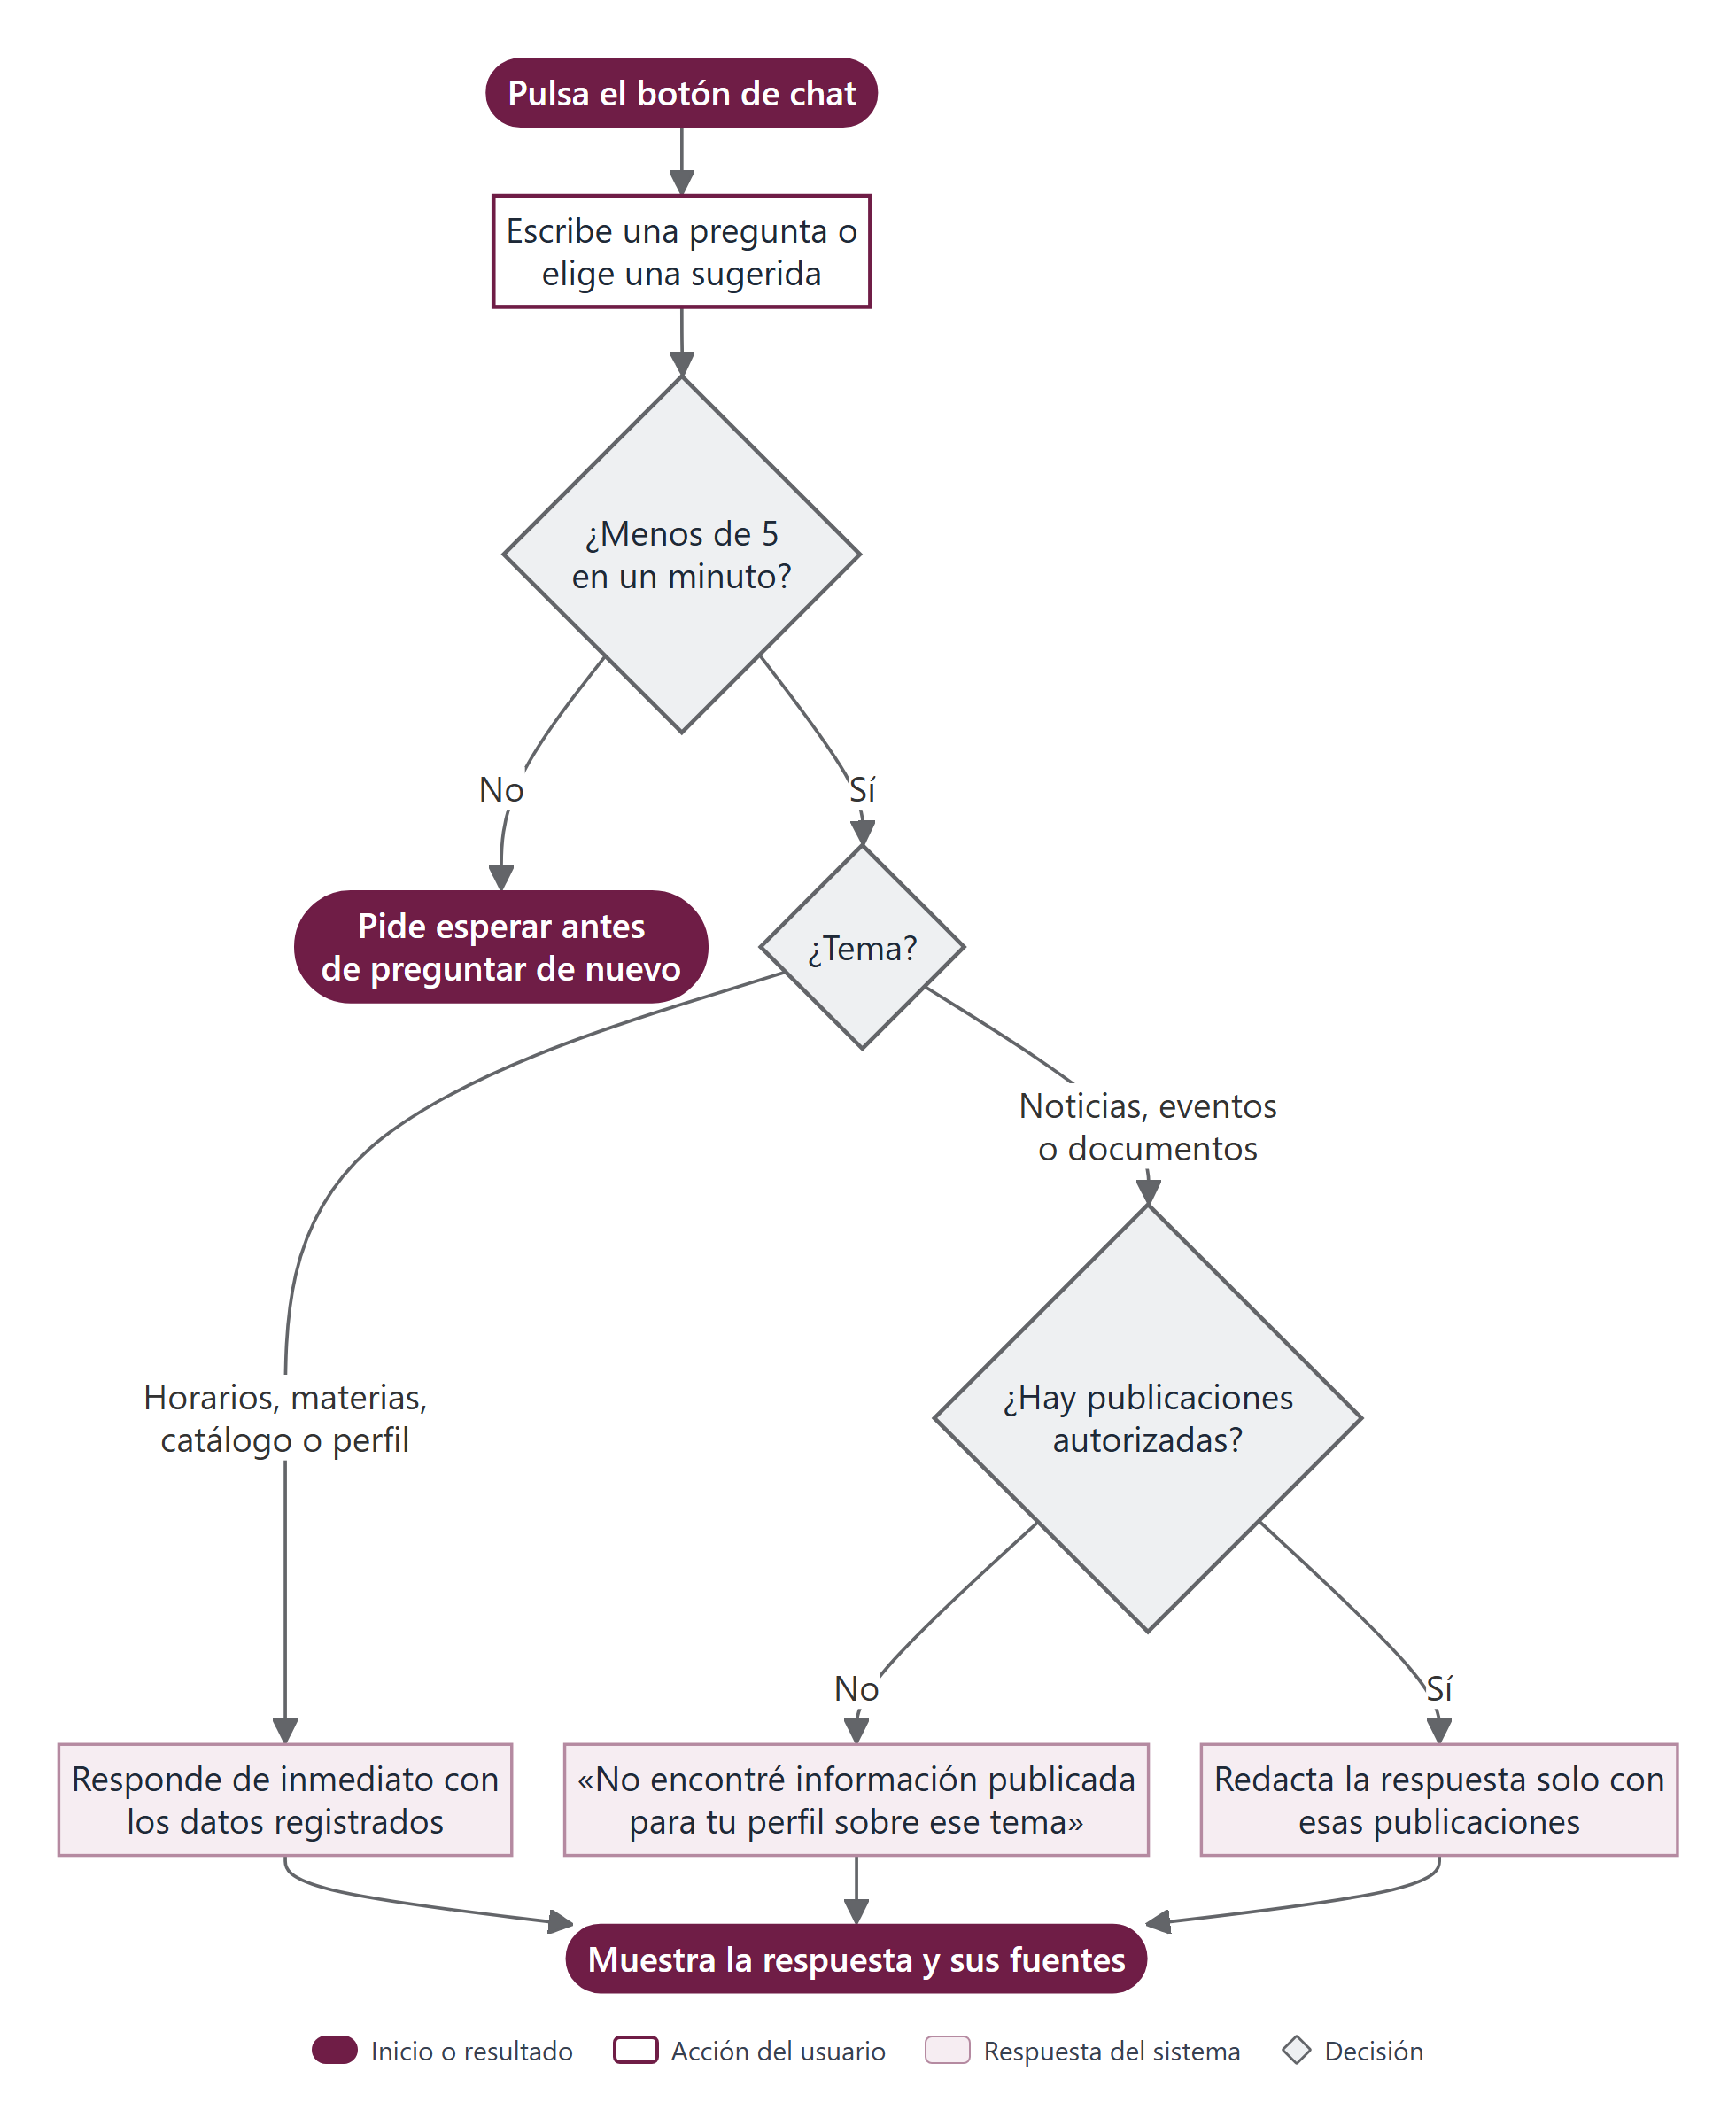 Pulsa el botón de chat
Escribe una pregunta o
elige una sugerida
¿Menos de 5
en un minuto?
No
Sí
Pide esperar antes
de preguntar de nuevo
¿Tema?
Noticias, eventos
o documentos
Horarios, materias,
catálogo o perfil
¿Hay publicaciones
autorizadas?
No
Sí
Responde de inmediato con
los datos registrados
«No encontré información publicada
para tu perfil sobre ese tema»
Redacta la respuesta solo con
esas publicaciones
Muestra la respuesta y sus fuentes
Inicio o resultado
Acción del usuario
Respuesta del sistema
Decisión